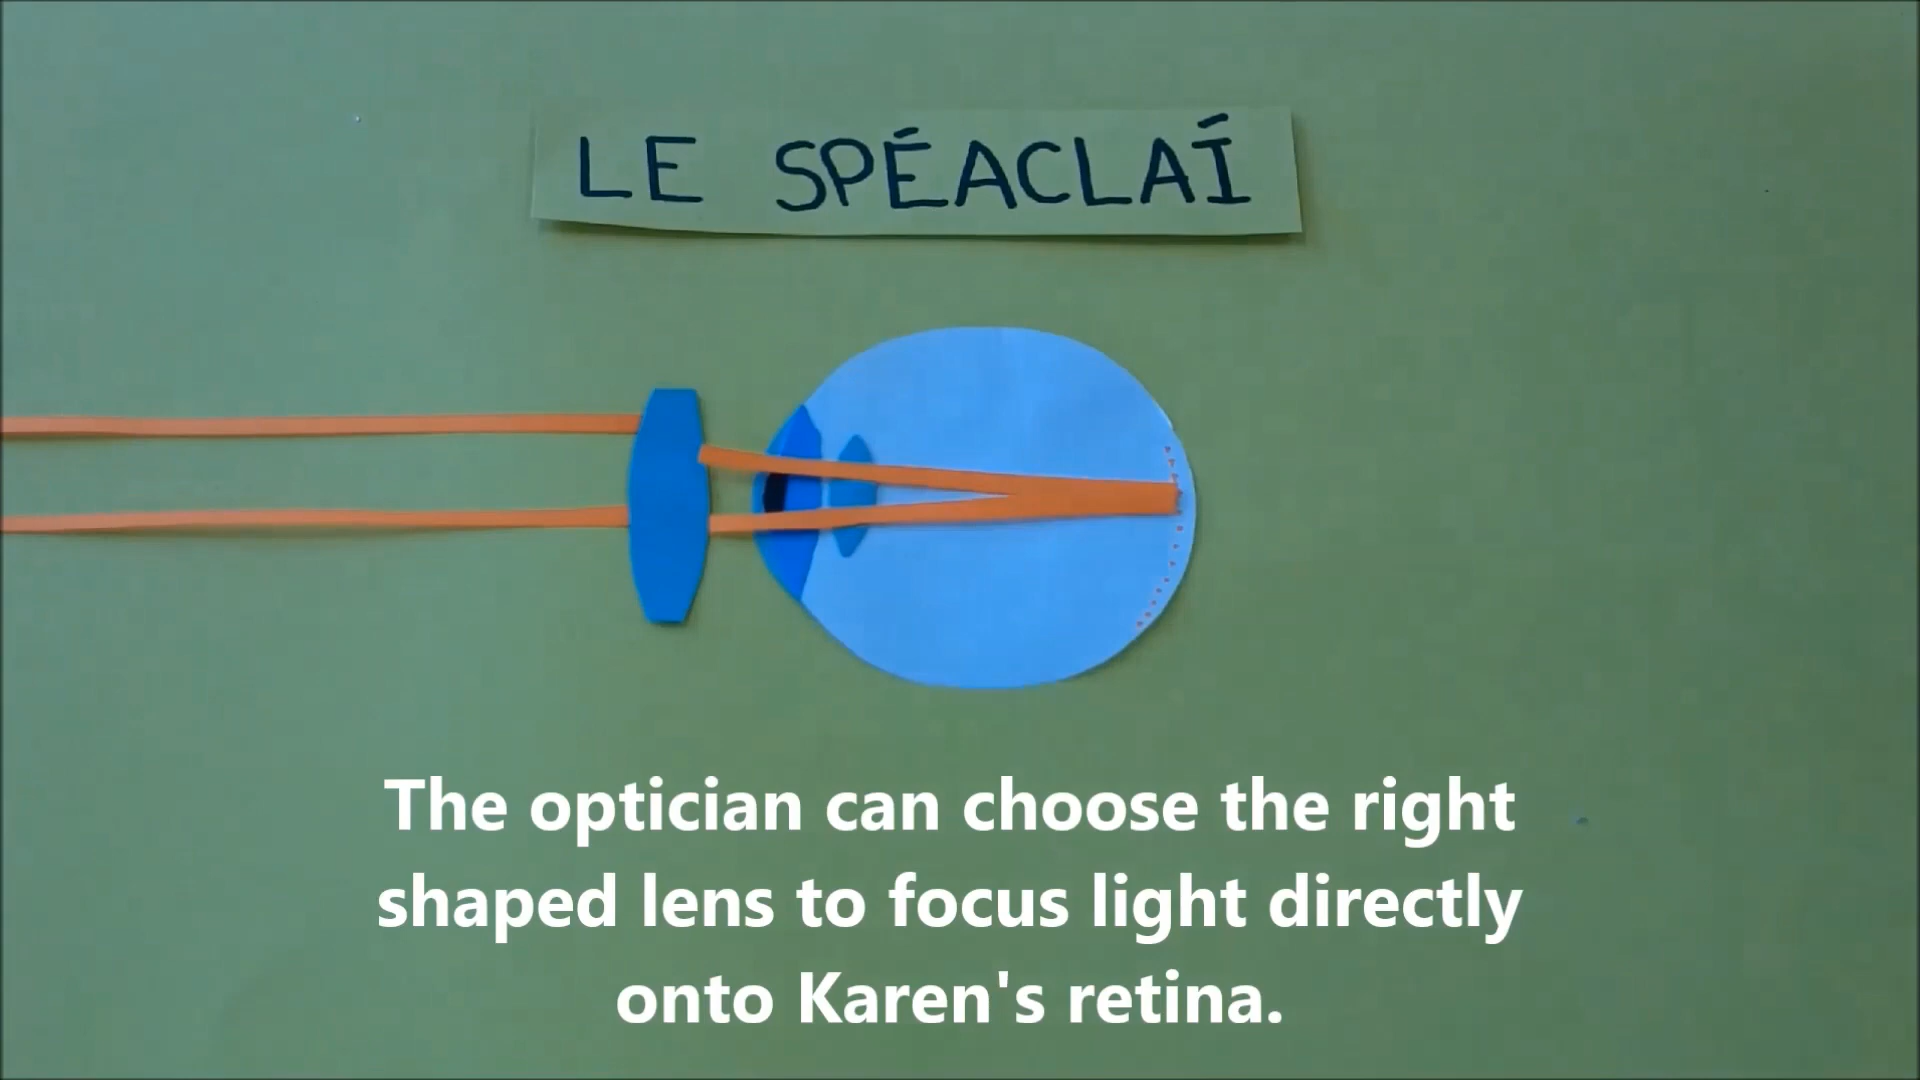 LE SPÉACLAÍ
The optician can choose the right
shaped lens to focus light directly
onto Karen's retina.